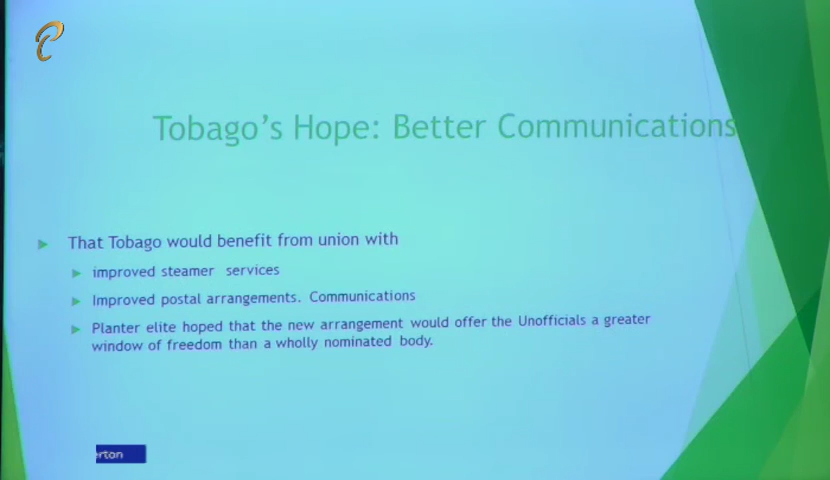 Tobago's Hope: Better Communications
That Tobago would benefit from union with
improved steamer services
Improved postal arrangements. Communications
Planter elite hoped that the new arrangement would offer the Unofficials a greater
window of freedom than a wholly nominated body.
erton